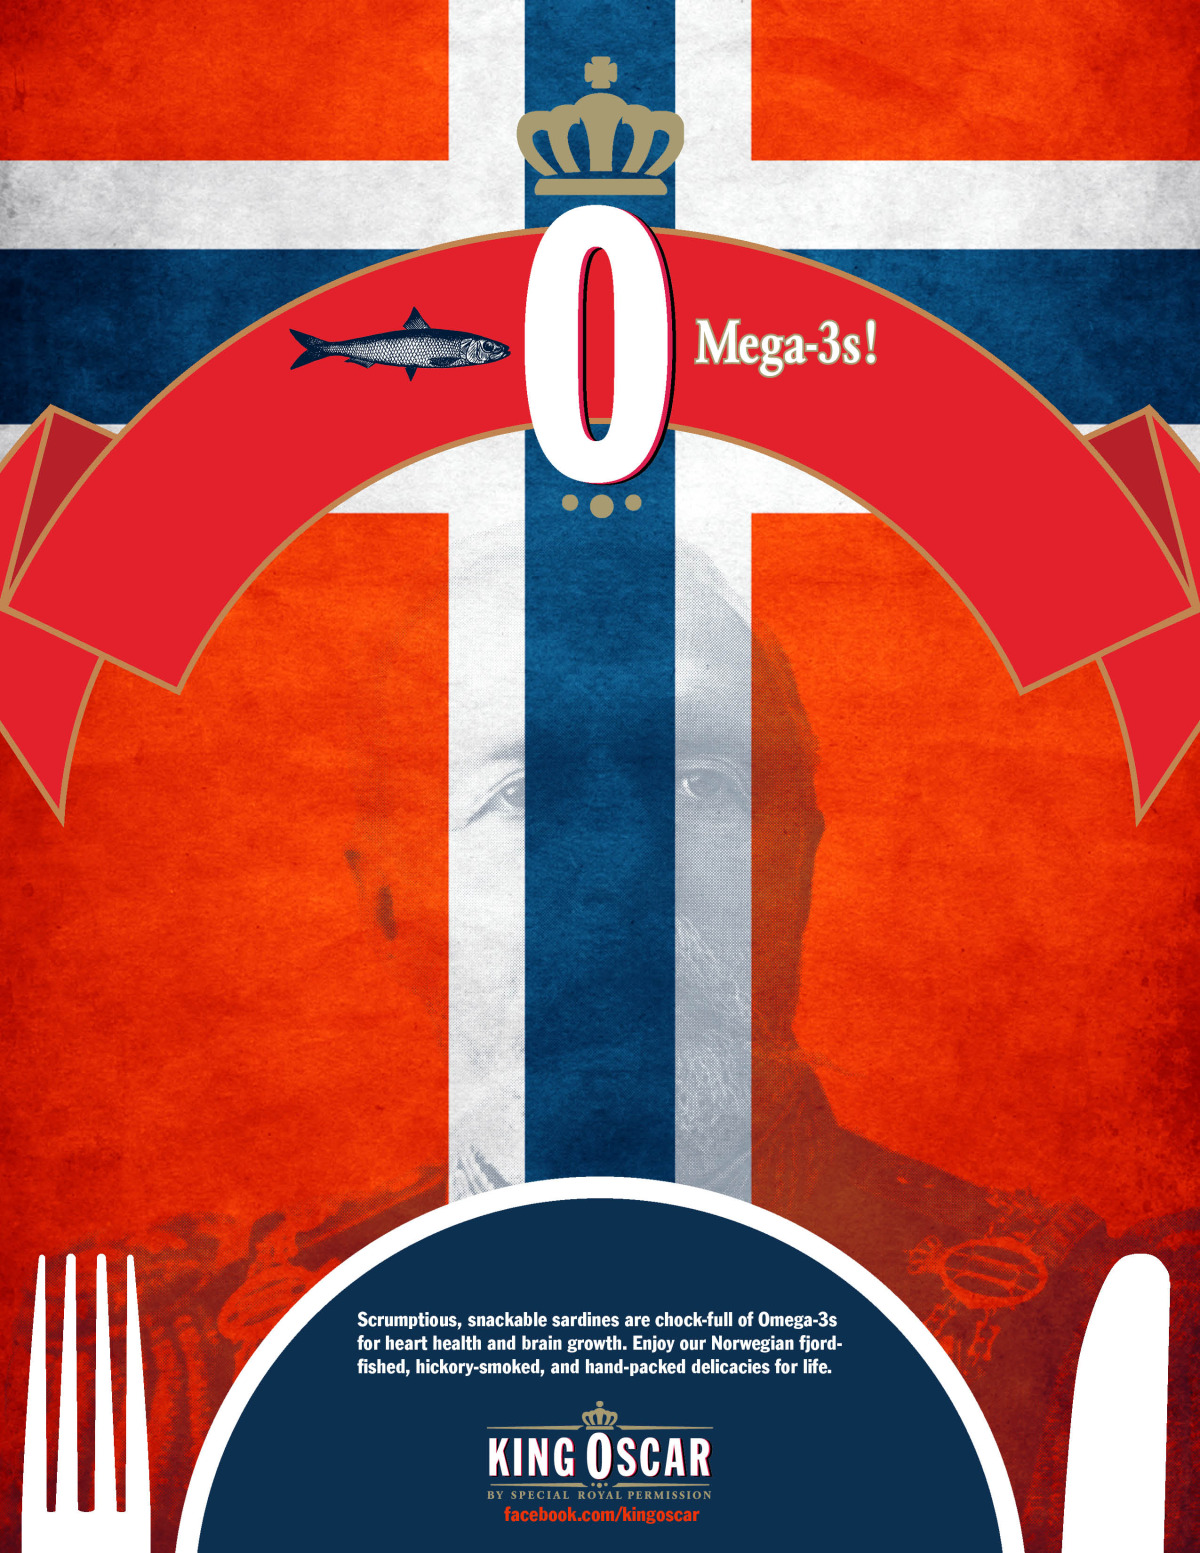 O Mega-3s!
Scrumptious, snackable sardines are chock-full of Omega-3s
for heart health and brain growth. Enjoy our Norwegian fjord-
fished, hickory-smoked, and hand-packed delicacies for life.
KING OSCAR
BY SPECIAL ROYAL PERMISSION
facebook.com/kingoscar